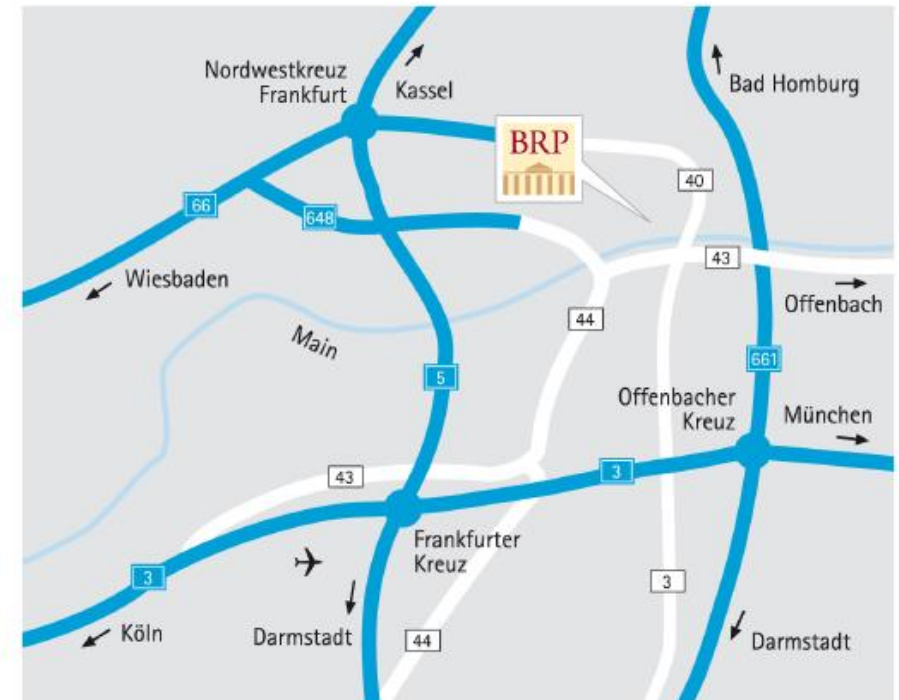 Nordwestkreuz
Frankfurt
Kassel
Bad Homburg
BRP
40
66
648
43
Wiesbaden
Offenbach
44
Main
661
5
Offenbacher
Kreuz
München
43
3
Frankfurter
Kreuz
3
3
Köln
Darmstadt
44
Darmstadt